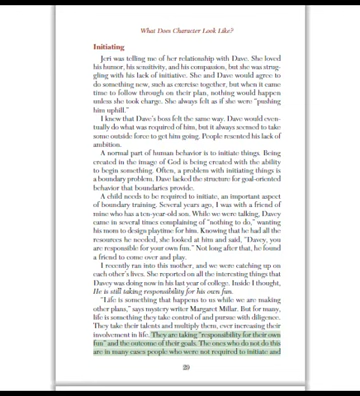 What Does Character Look Like?
Initiating
Jeri was telling me of her relationship with Dave. She loved
his humor, his sensitivity, and his compassion, but she was strug-
gling with his lack of initiative. She and Dave would agree to
do something new, such as exercise together, but when it came
time to follow through on their plan, nothing would happen
unless she took charge. She always felt as if she were "pushing
him uphill."
I knew that Dave's boss felt the same way. Dave would even-
tually do what was required of him, but it always seemed to take
some outside force to get him going. People resented his lack of
ambition.
A normal part of human behavior is to initiate things. Being
created in the image of God is being created with the ability
to begin something. Often, a problem with initiating things is
a boundary problem. Dave lacked the structure for goal-oriented
behavior that boundaries provide.
A child needs to be required to initiate, an important aspect
of boundary training. Several years ago, I was with a friend of
mine who has a ten-year-old son. While we were talking, Davey
came in several times complaining of "nothing to do," wanting
his mom to design playtime for him. Knowing that he had all the
resources he needed, she looked at him and said, "Davey, you
are responsible for your own fun." Not long after that, he found
a friend to come over and play.
I recently ran into this mother, and we were catching up on
each other's lives. She reported on all the interesting things that
Davey was doing now in his last year of college. Inside I thought,
He is still taking responsibility for his own fun.
"Life is something that happens to us while we are making
other plans," says mystery writer Margaret Millar. But for many,
life is something they take control of and pursue with diligence.
They take their talents and multiply them, ever increasing their
involvement in life. They are taking "responsibility for their own
fun" and the outcome of their goals. The ones who do not do this
are in many cases people who were not required to initiate and
29